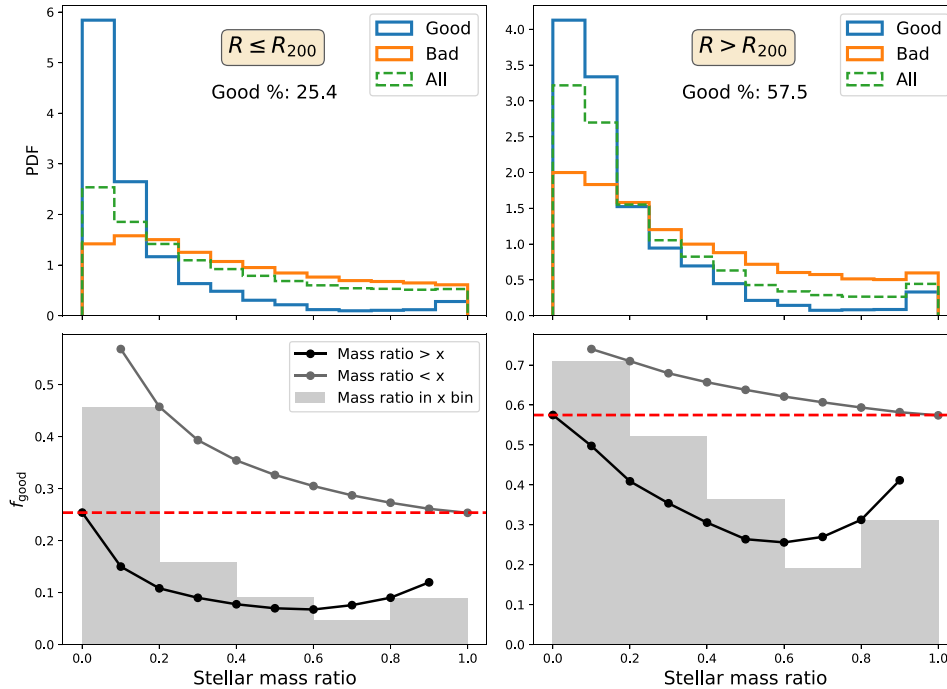 6
5
4
3
2
1
0
PDF
R ≤ R₂₀₀
Good %: 25.4
Good
Bad
All
4.0
3.5
3.0
2.5
2.0
1.5
1.0
0.5
0.0
R > R₂₀₀
Good %: 57.5
Good
Bad
All
0.5
0.4
0.3
0.2
0.1
0.0
f_good
Mass ratio > x
Mass ratio < x
Mass ratio in x bin
0.0 0.2 0.4 0.6 0.8 1.0
Stellar mass ratio
0.7
0.6
0.5
0.4
0.3
0.2
0.1
0.0
0.0 0.2 0.4 0.6 0.8 1.0
Stellar mass ratio